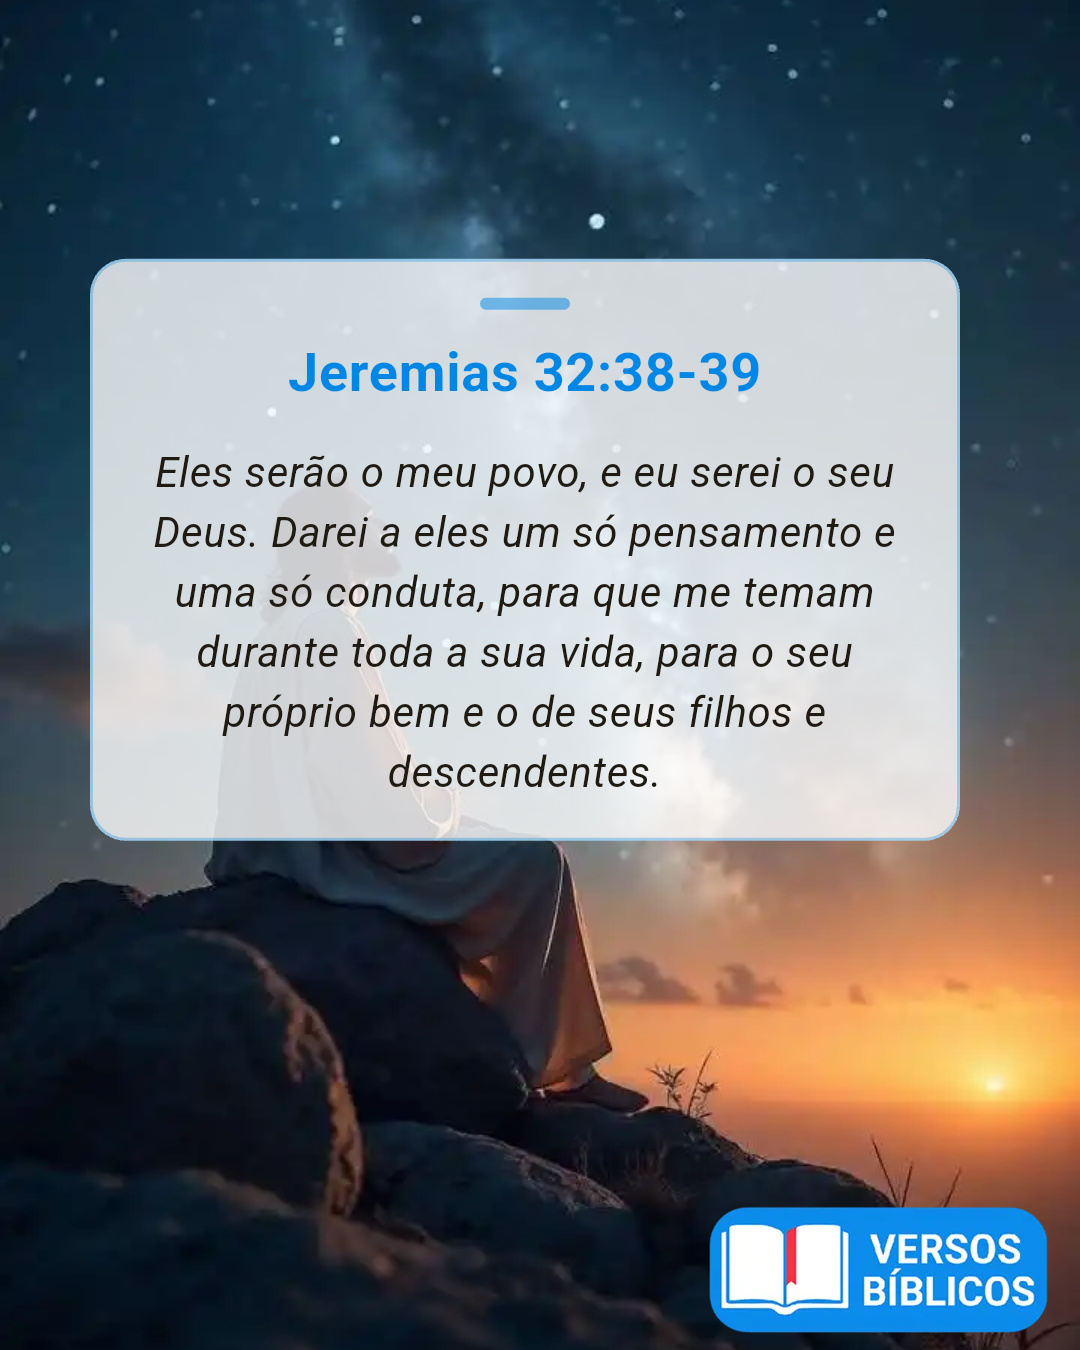 Jeremias 32:38-39
Eles serão o meu povo, e eu serei o seu
Deus. Darei a eles um só pensamento e
uma só conduta, para que me temam
durante toda a sua vida, para o seu
próprio bem e o de seus filhos e
descendentes.
VERSOS
BÍBLICOS